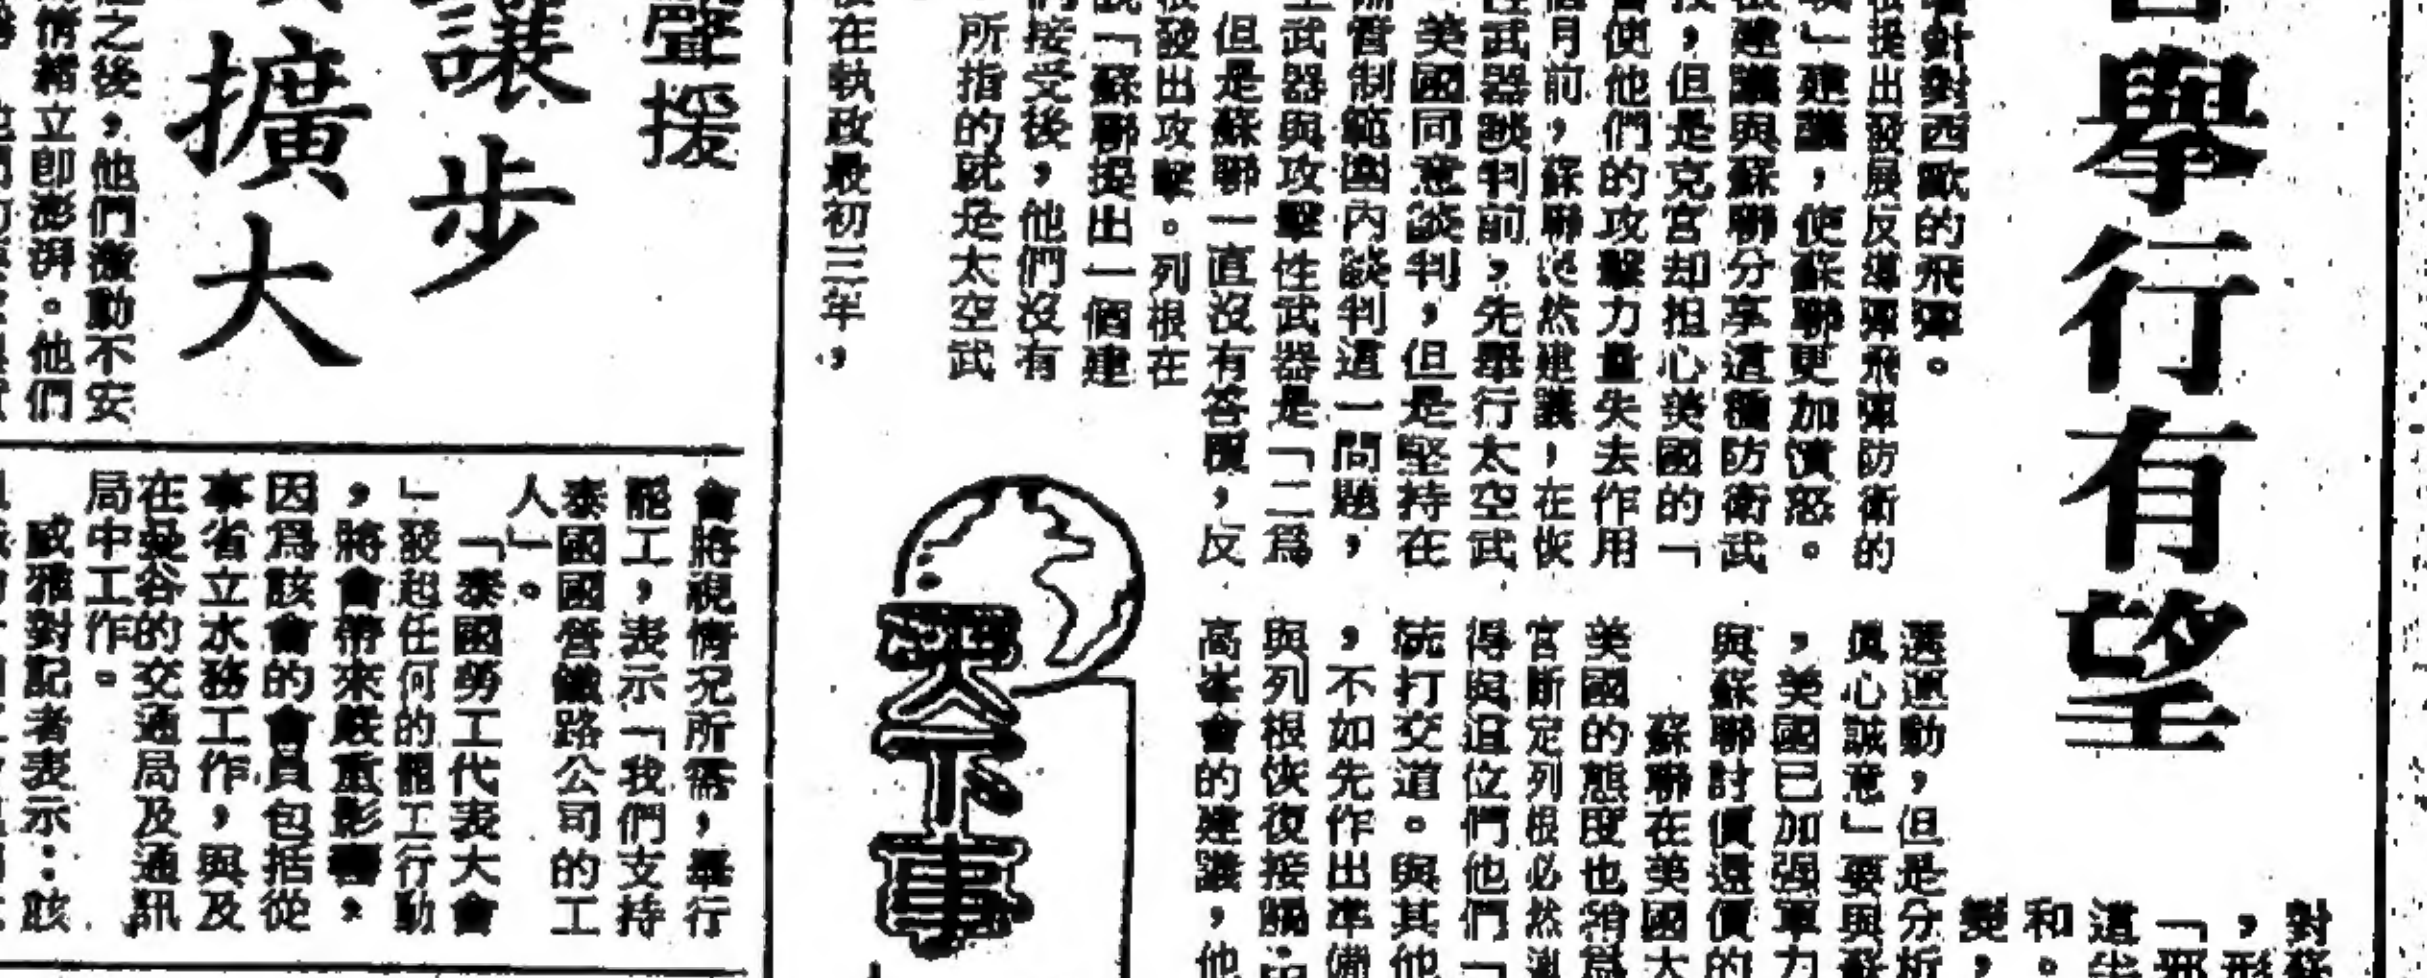 舉行有望
對蘇
這
和。
變,
針對西歐的飛彈。
提出發展反導彈飛彈防衛的
」建議,使蘇聯更加憤怒。
建議與蘇聯分享這種防衛武
,但是克宮却担心美國的「
使他們的攻擊力量失去作用
月前,蘇聯突然建議,在恢
武器談判前,先舉行太空武
美國同意談判,但是堅持在
管制範圍內談判這一問題,
武器與攻擊性武器是「二爲
但是蘇聯一直沒有答覆,反
發出攻擊。列根在
「蘇聯提出一個建
接受後,他們沒有
所指的就是太空武
在執政最初三年,
選運動,但是分析
眞心誠意」要與蘇
,美國已加强軍力
與蘇聯討價還價的
蘇聯在美國大
美國的態度也稍爲
宮斷定列根必然
得與這位們他們「
統打交道。與其他
,不如先作出準備
與列根恢復接觸.
高峯會的建議,他
天下事
聲援
讓步
擴大
之後,他們激動不安
情緒立卽澎湃。他們
會將視情况所需,舉行
罷工,表示「我們支持
泰國國營鐵路公司的工
人」。
「泰國勞工代表大會
」發起任何的罷工行動
,將會帶來嚴重影響,
因爲該會的會員包括從
事省立水務工作,與及
在曼谷的交通局及通訊
局中工作。
威雅對記者表示:該